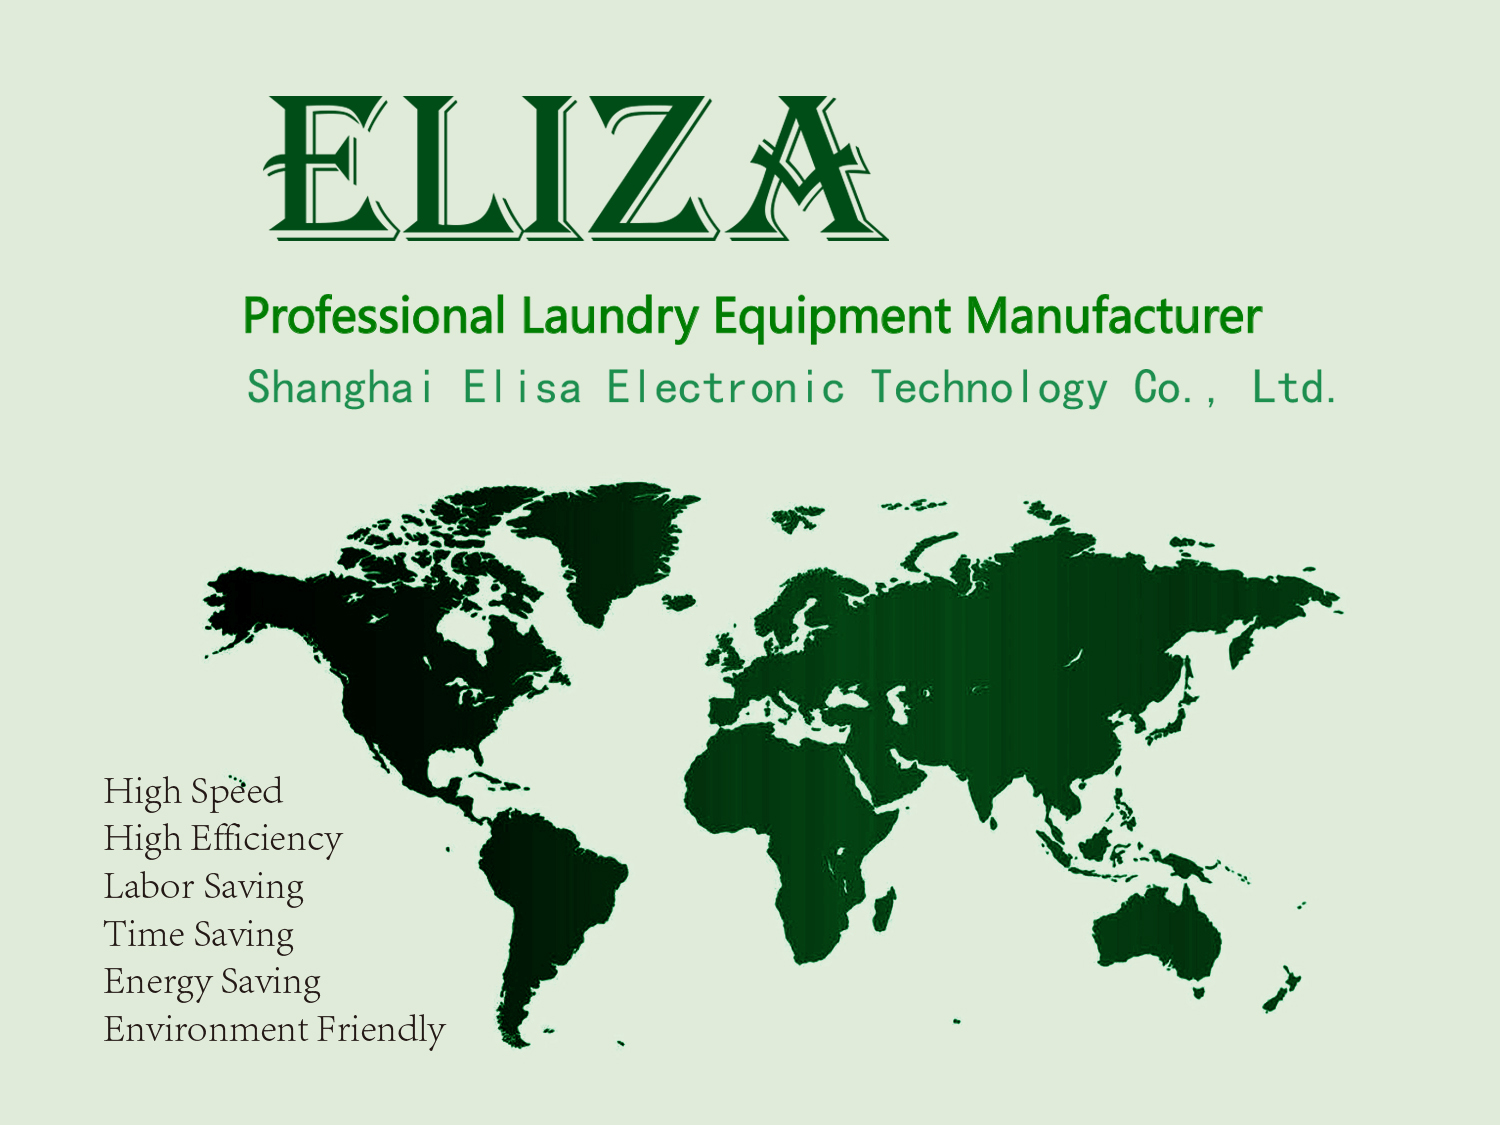 ELIZA
Professional Laundry Equipment Manufacturer
Shanghai Elisa Electronic Technology Co., Ltd.
High Speed
High Efficiency
Labor Saving
Time Saving
Energy Saving
Environment Friendly